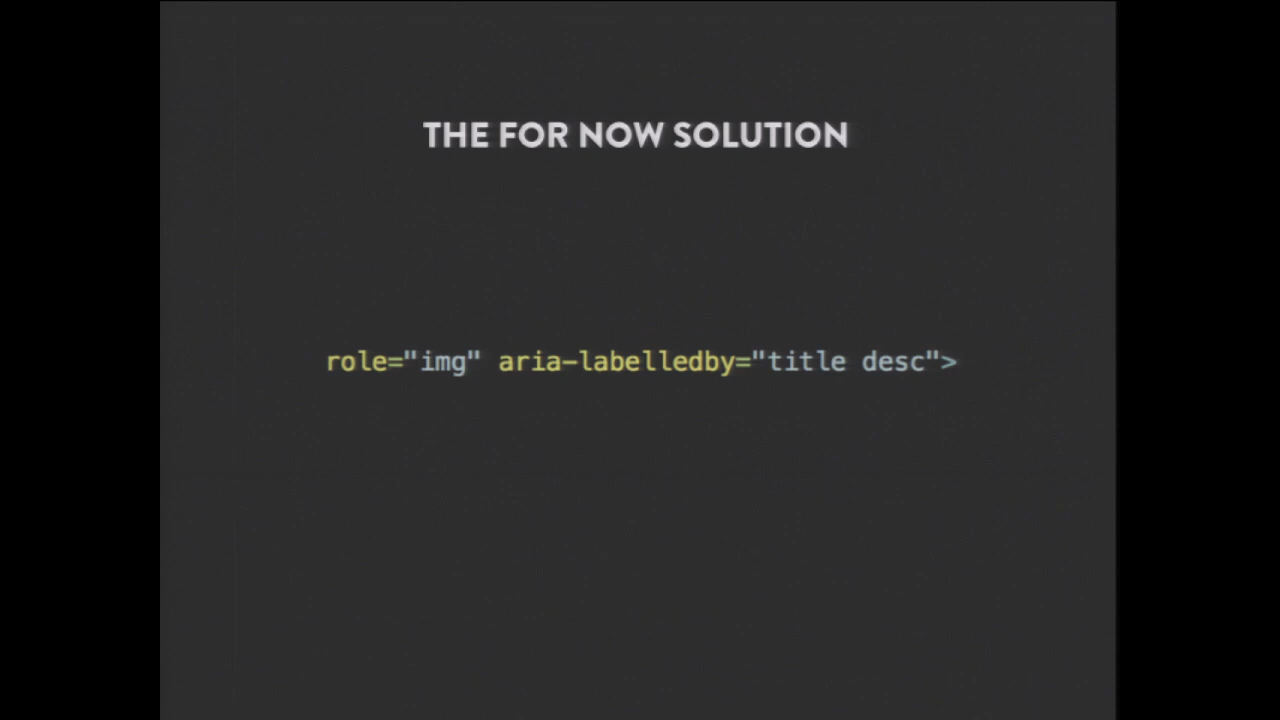 THE FOR NOW SOLUTION
role="img" aria-labelledby="title desc">